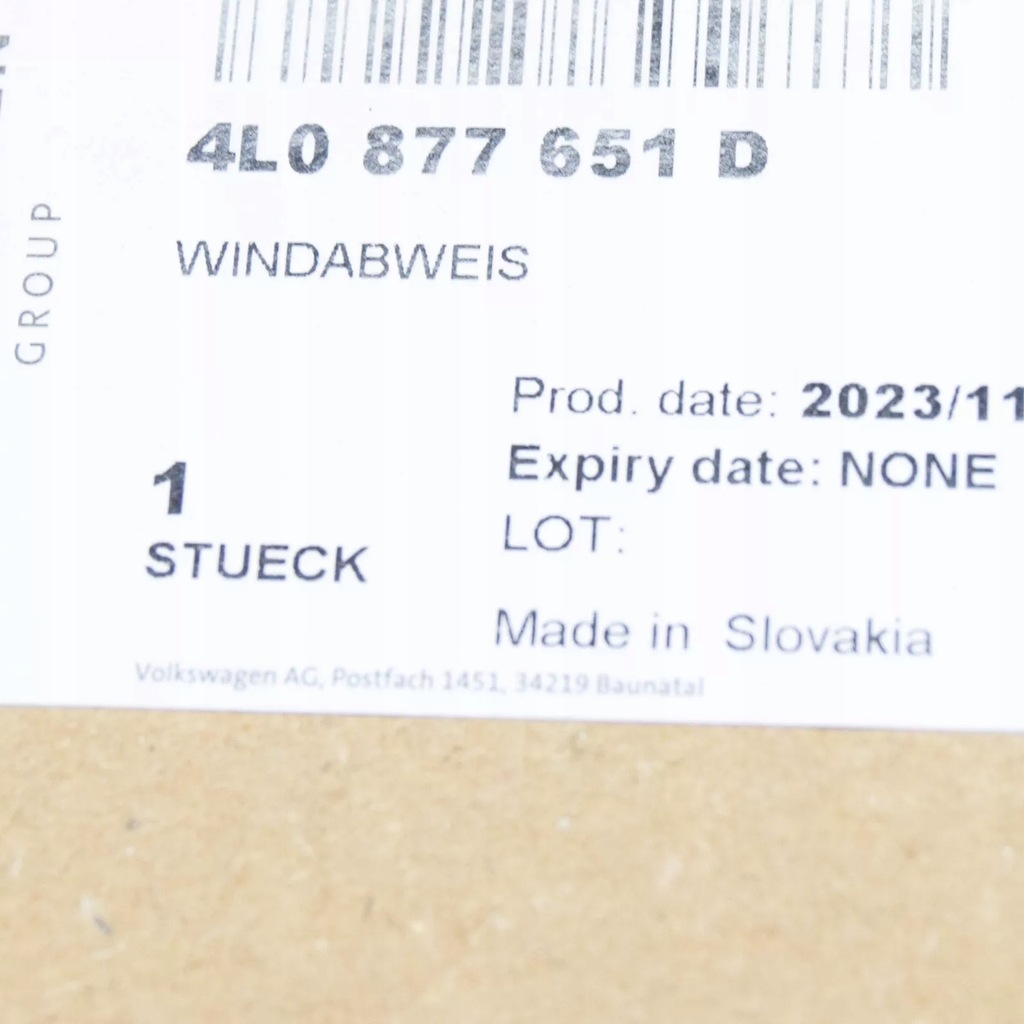 4L0 877 651 D
WINDABWEIS
GROUP
Prod. date: 2023/11
Expiry date: NONE
1
LOT:
STUECK
Made in Slovakia
Volkswagen AG, Postfach 1451, 34219 Baunatal